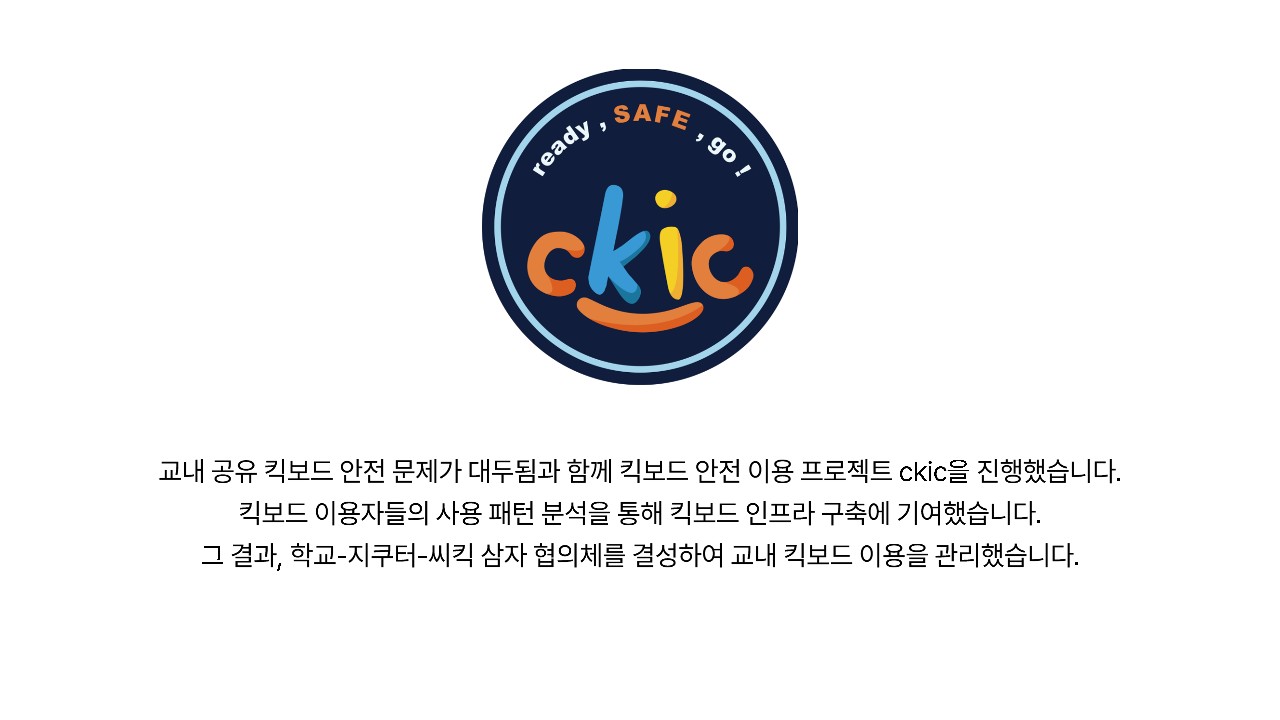 ready , SAFE , go !
ckic
교내 공유 킥보드 안전 문제가 대두됨과 함께 킥보드 안전 이용 프로젝트 ckic을 진행했습니다.
킥보드 이용자들의 사용 패턴 분석을 통해 킥보드 인프라 구축에 기여했습니다.
그 결과, 학교-지쿠터-씨킥 삼자 협의체를 결성하여 교내 킥보드 이용을 관리했습니다.